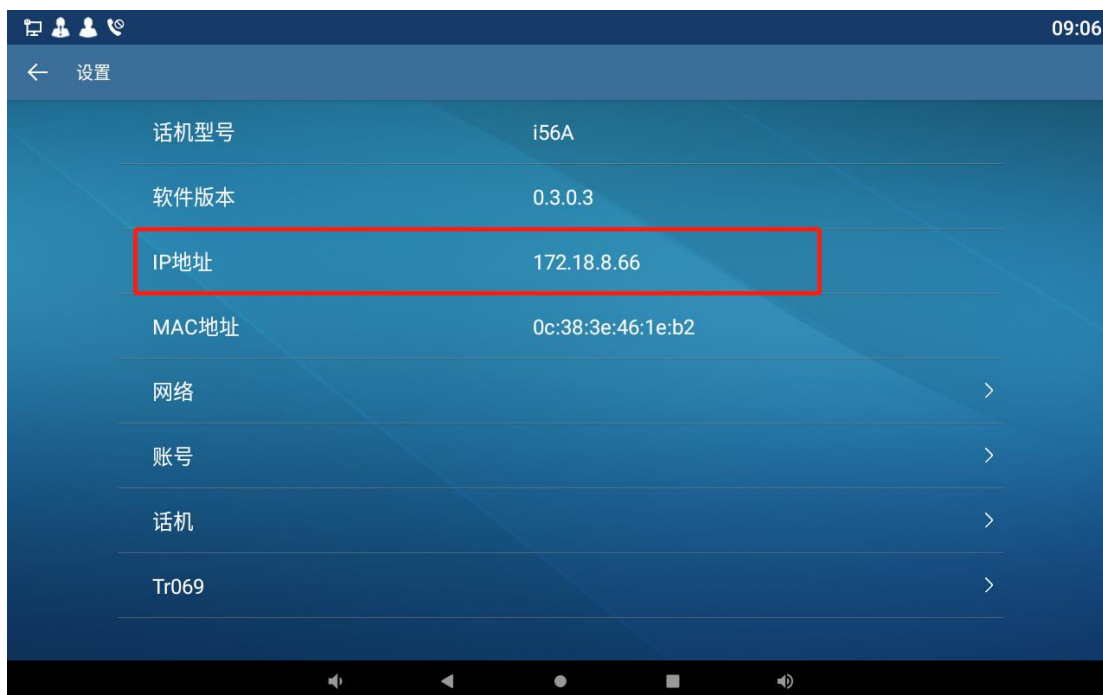 09:06
设置
话机型号 i56A
软件版本 0.3.0.3
IP地址 172.18.8.66
MAC地址 0c:38:3e:46:1e:b2
网络
账号
话机
Tr069